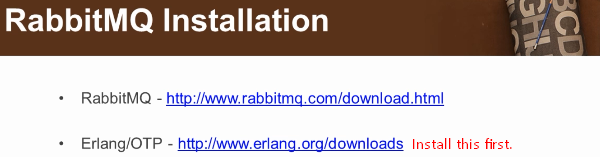 RabbitMQ Installation
• RabbitMQ - http://www.rabbitmq.com/download.html
• Erlang/OTP - http://www.erlang.org/downloads Install this first.